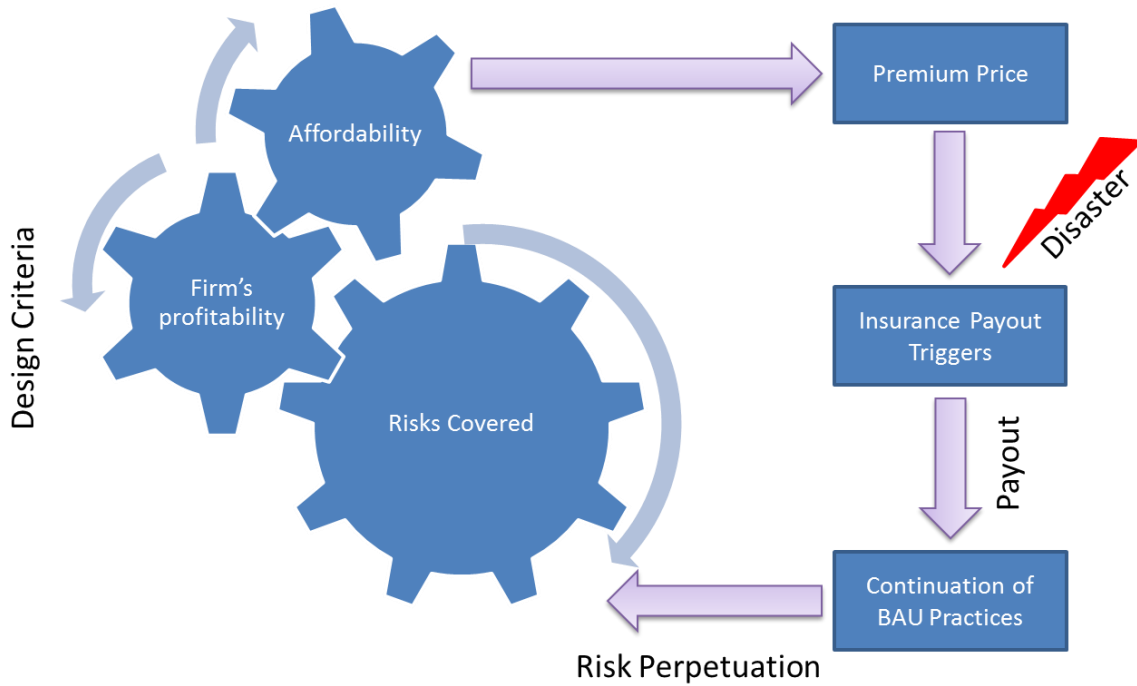 Affordability
Premium Price
Disaster
Design Criteria
Firm's
profitability
Insurance Payout
Triggers
Risks Covered
Payout
Continuation of
BAU Practices
Risk Perpetuation